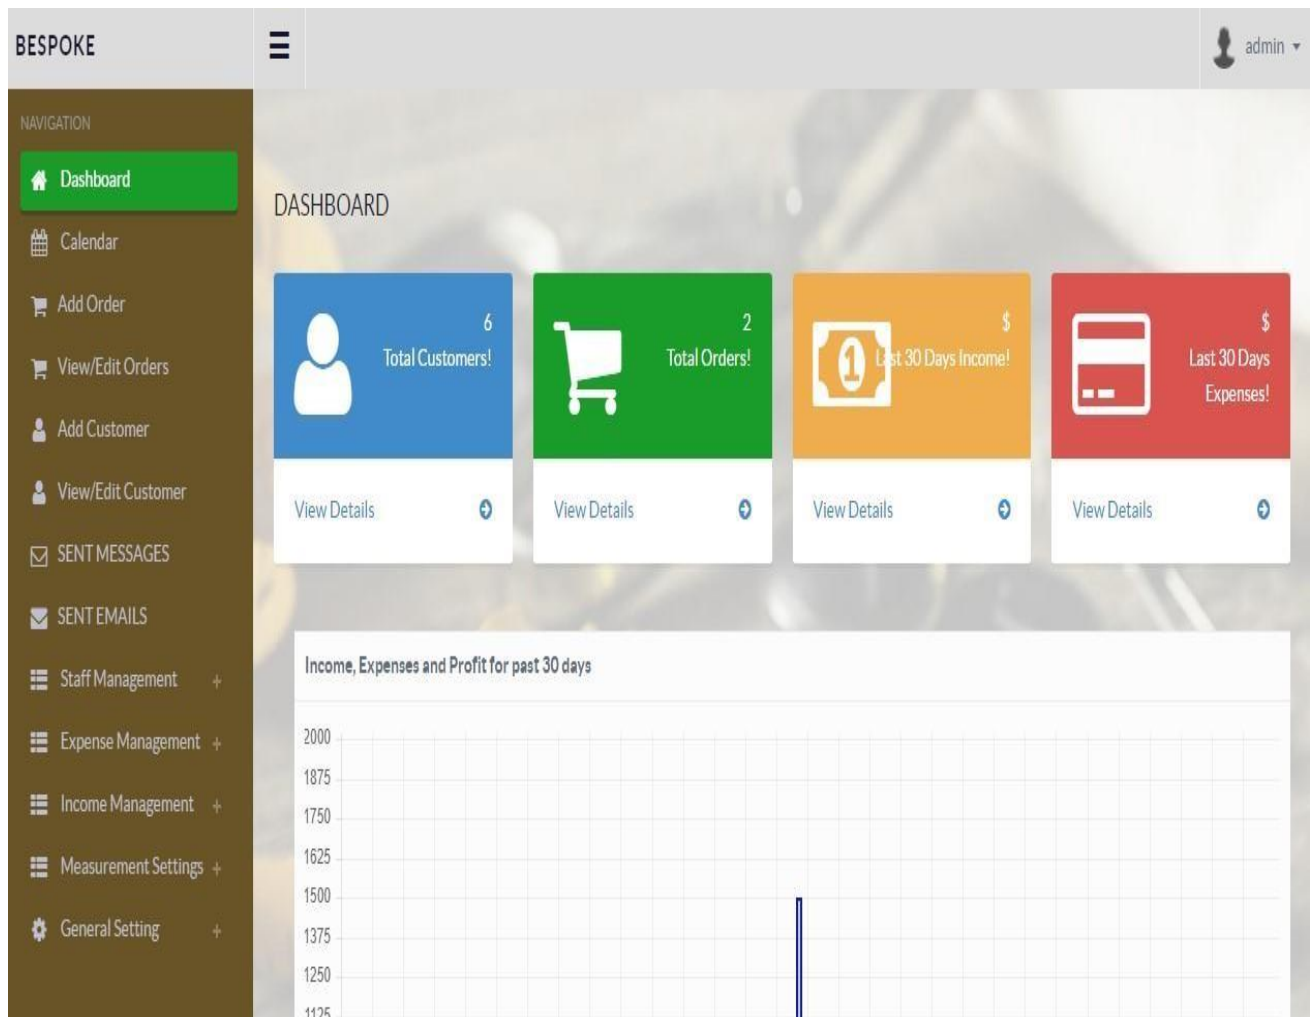 BESPOKE
admin
NAVIGATION
Dashboard
Calendar
Add Order
View/Edit Orders
Add Customer
View/Edit Customer
SENT MESSAGES
SENT EMAILS
Staff Management +
Expense Management +
Income Management +
Measurement Settings +
General Setting +
DASHBOARD
6
Total Customers!
View Details
2
Total Orders!
View Details
$
1
Last 30 Days Income!
View Details
$
Last 30 Days
Expenses!
View Details
Income, Expenses and Profit for past 30 days
2000
1875
1750
1625
1500
1375
1250
1125